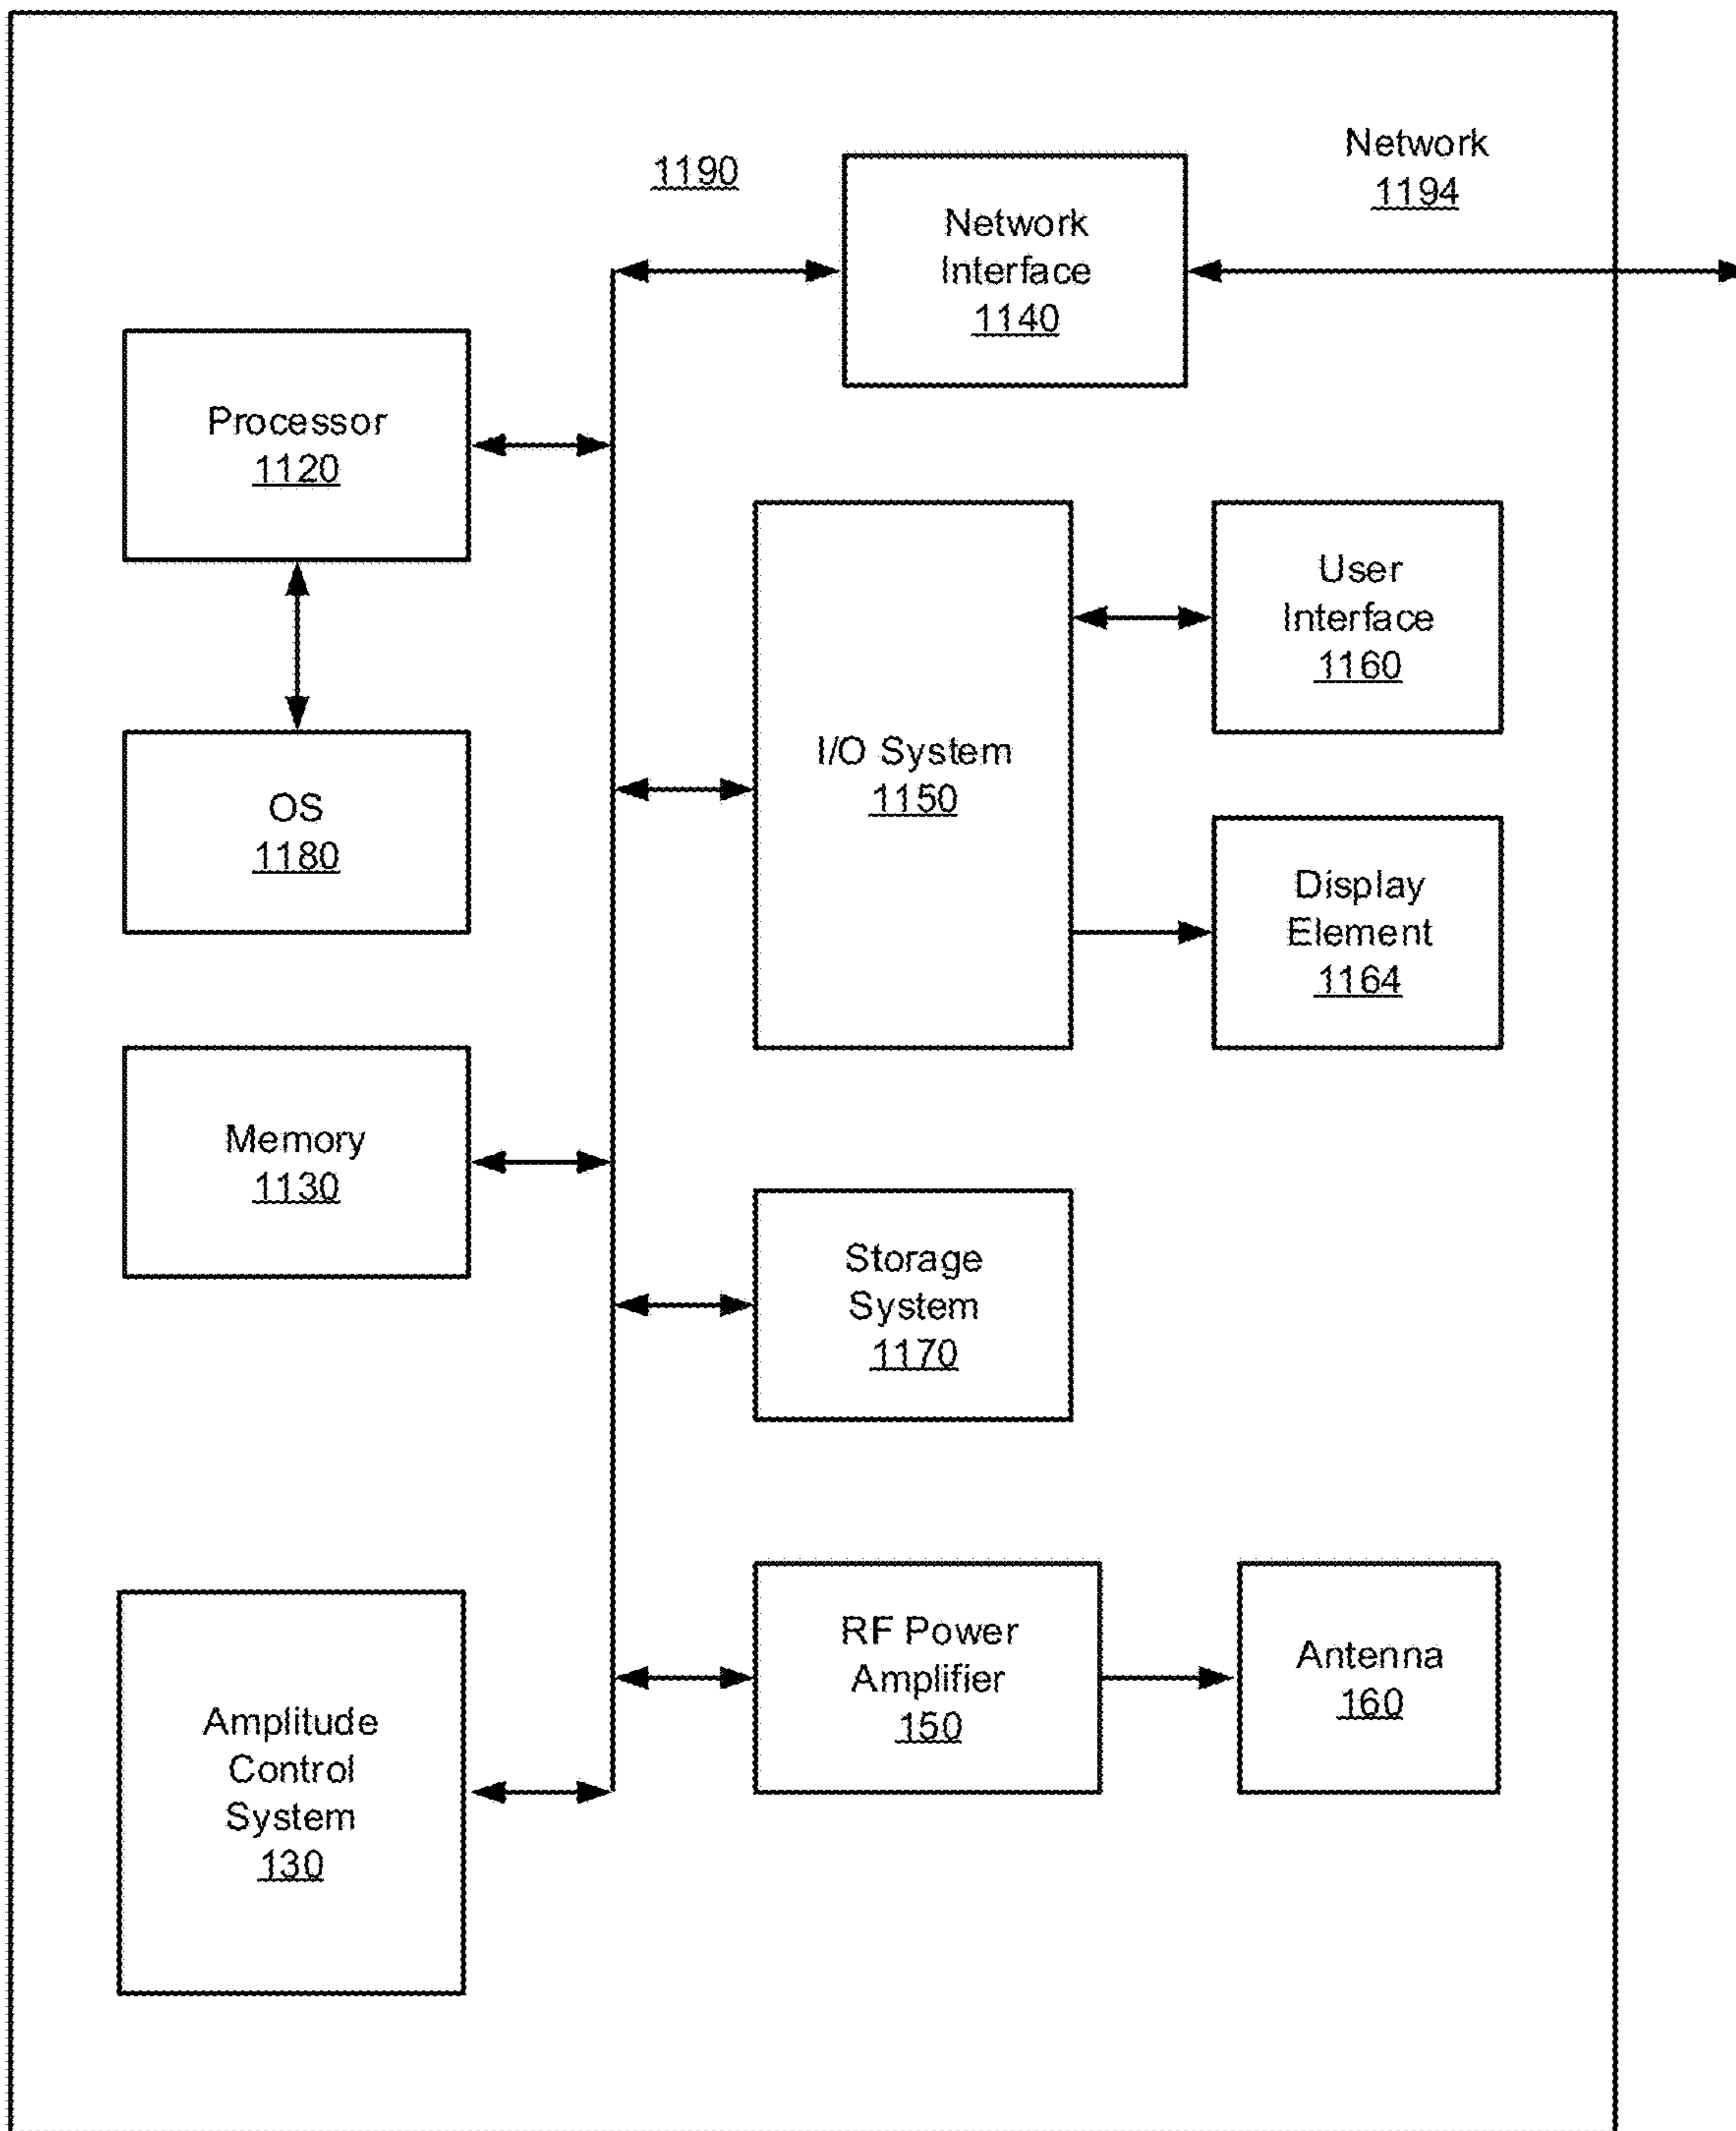 1190
Network
1194
Network
Interface
1140
Processor
1120
User
Interface
1160
I/O System
1150
OS
1180
Display
Element
1164
Memory
1130
Storage
System
1170
RF Power
Amplifier
150
Antenna
160
Amplitude
Control
System
130